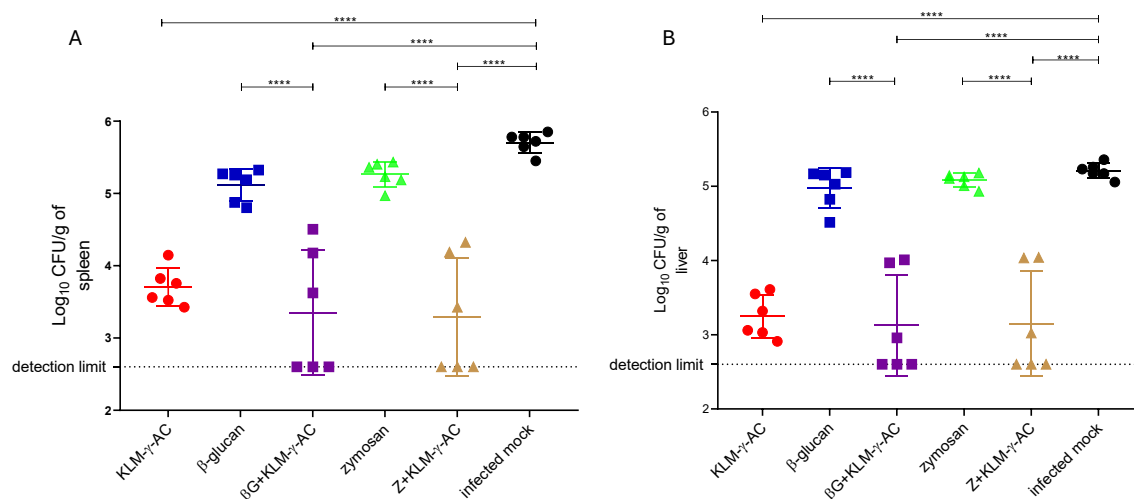 A
****
****
****
****
****
Log10 CFU/g of
spleen
6
5
4
3
detection limit
2
KLM-γ-AC
β-glucan
βG+KLM-γ-AC
zymosan
Z+KLM-γ-AC
infected mock
B
****
****
****
****
****
Log10 CFU/g of
liver
6
5
4
3
detection limit
2
KLM-γ-AC
β-glucan
βG+KLM-γ-AC
zymosan
Z+KLM-γ-AC
infected mock